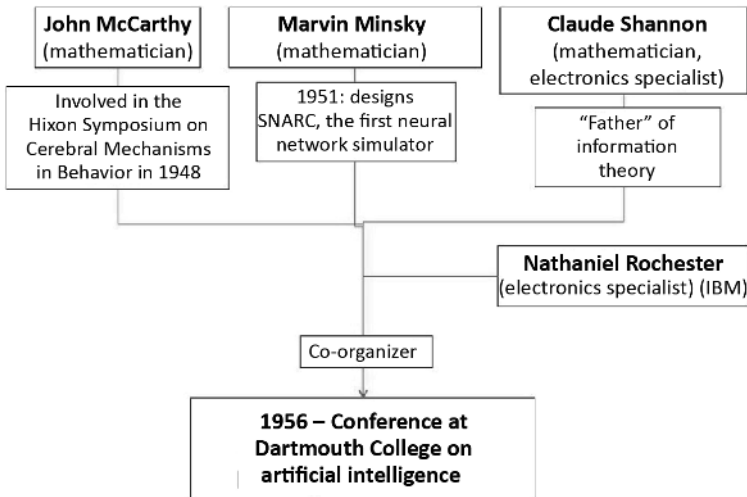 John McCarthy
(mathematician)
Marvin Minsky
(mathematician)
Claude Shannon
(mathematician,
electronics specialist)
Involved in the
Hixon Symposium on
Cerebral Mechanisms
in Behavior in 1948
1951: designs
SNARC, the first neural
network simulator
“Father” of
information
theory
Nathaniel Rochester
(electronics specialist) (IBM)
Co-organizer
1956 – Conference at
Dartmouth College on
artificial intelligence